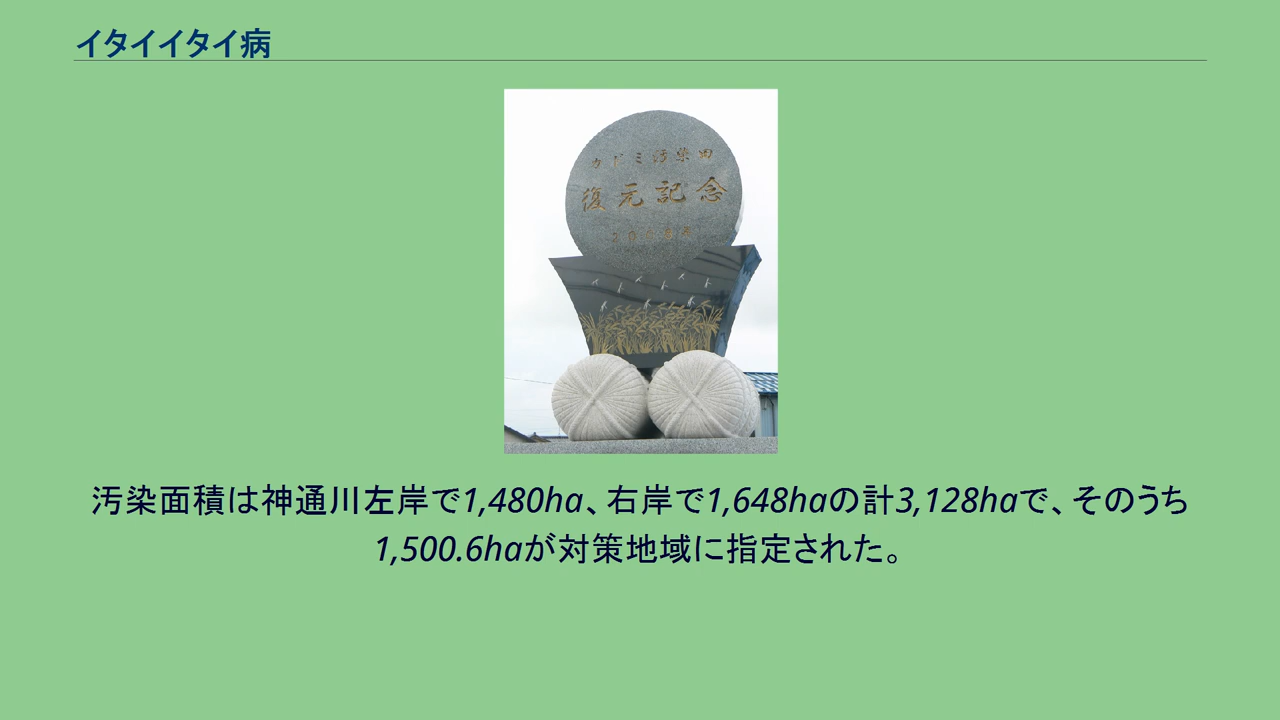 イタイイタイ病
カドミ汚染田
復元記念
汚染面積は神通川左岸で1,480ha、右岸で1,648haの計3,128haで、そのうち
1,500.6haが対策地域に指定された。